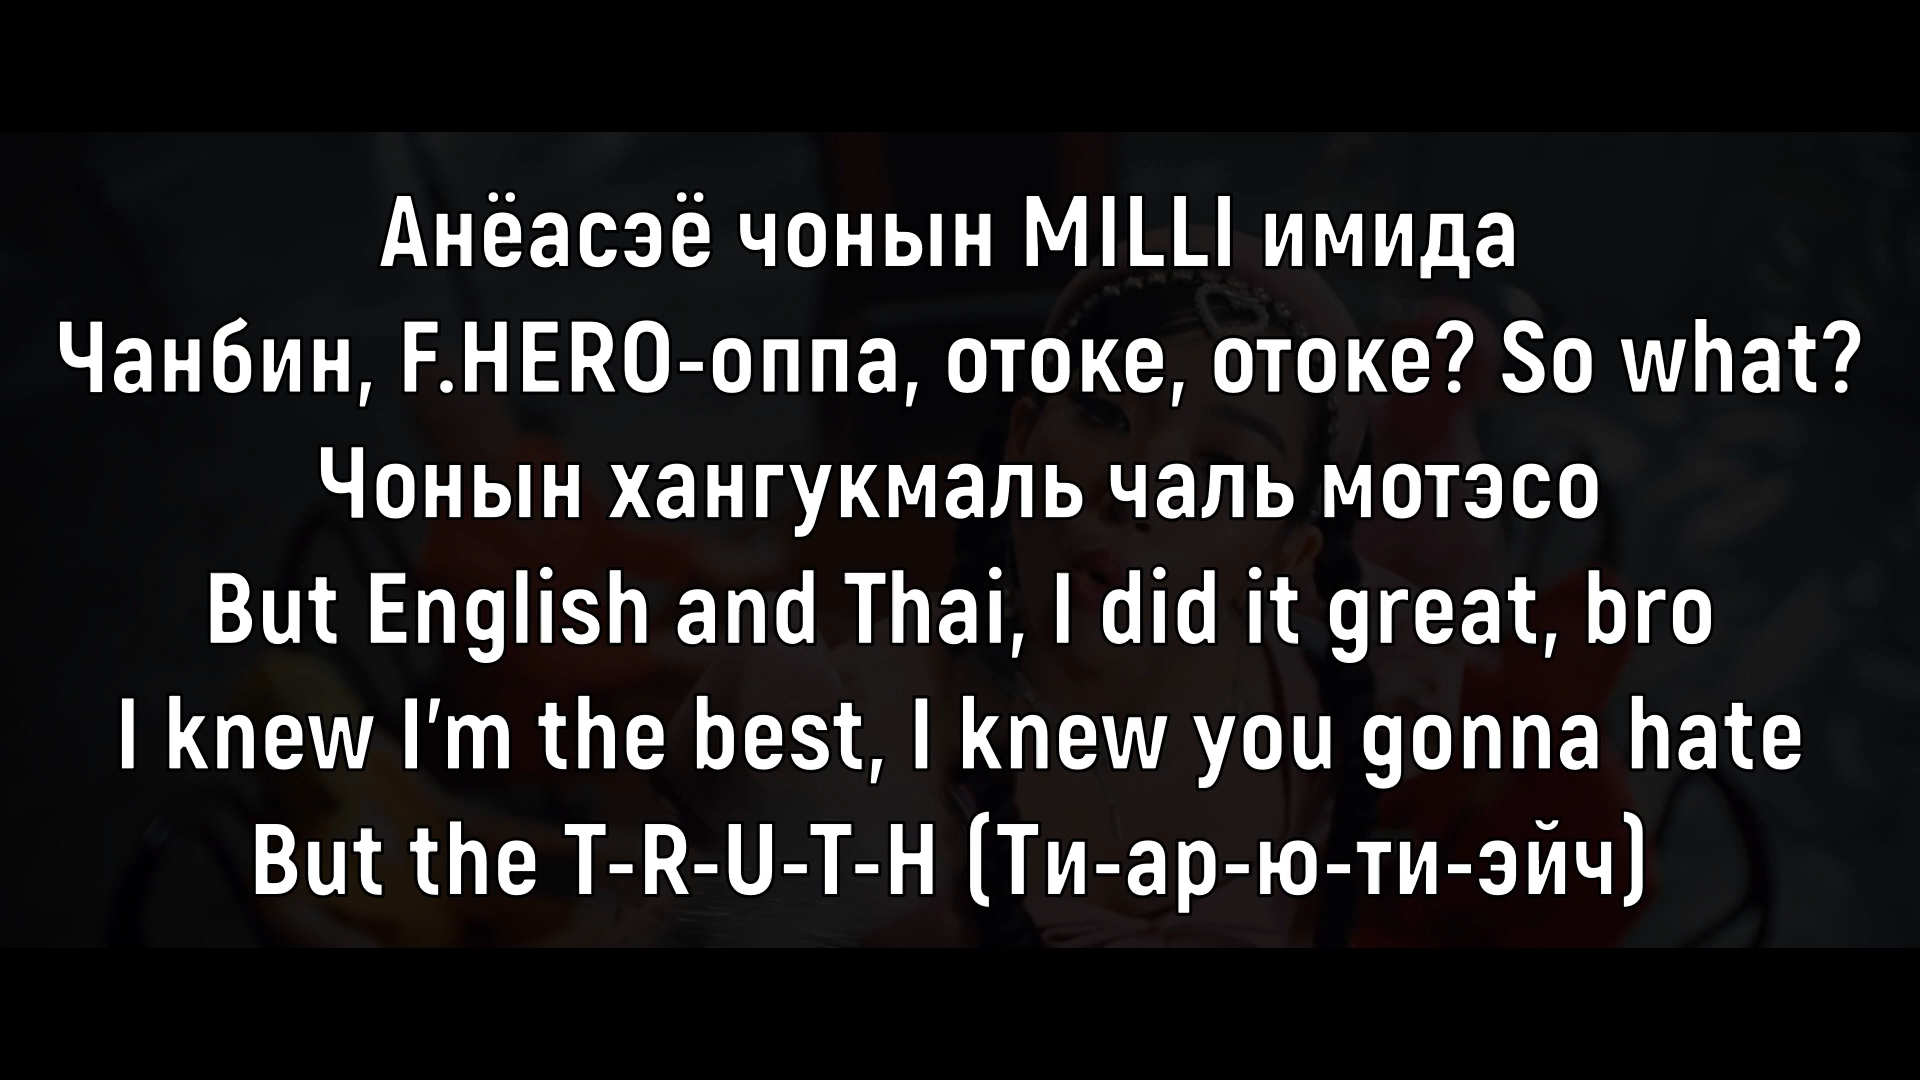 Анёасэё чонын MILLI имида
Чанбин, F.HERO-оппа, отоке, отоке? So what?
Чонын хангукмаль чаль мотэсо
But English and Thai, I did it great, bro
I knew I'm the best, I knew you gonna hate
But the T-R-U-T-H (Ти-ар-ю-ти-эйч)